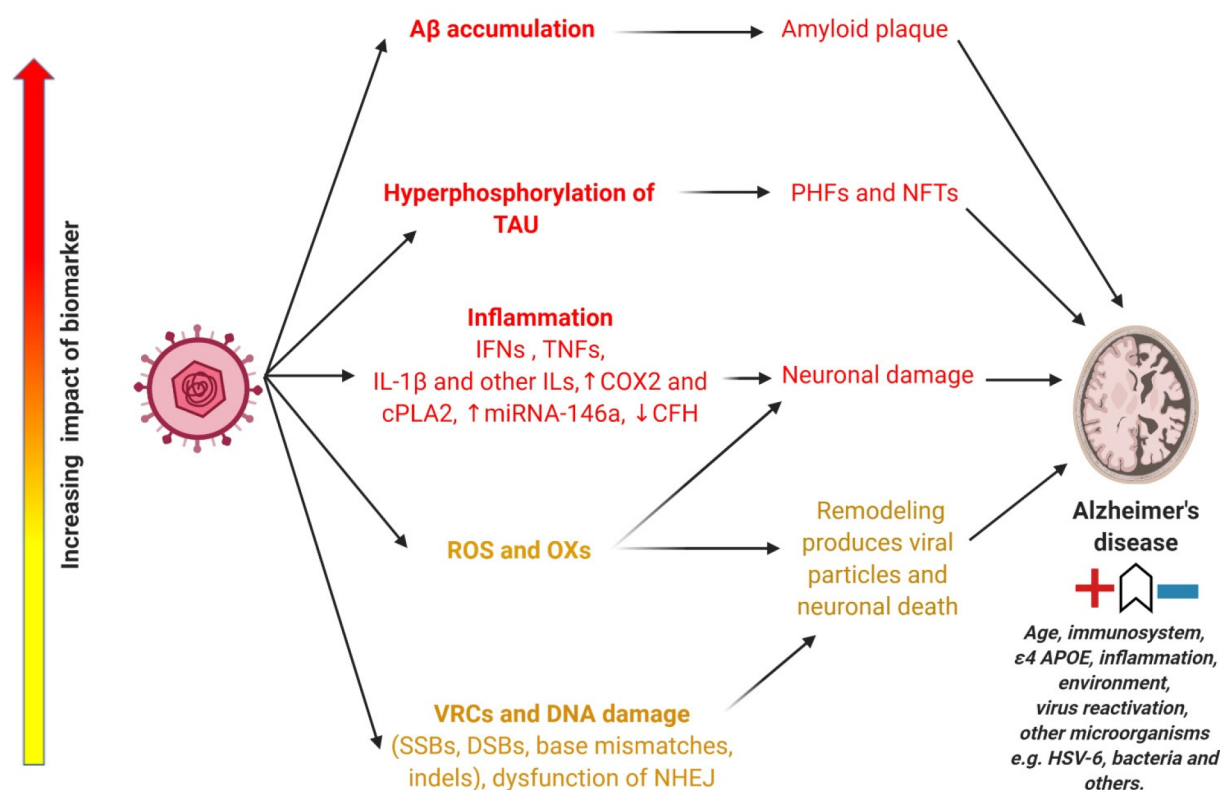 Increasing impact of biomarker
Aβ accumulation
Amyloid plaque
Hyperphosphorylation of
TAU
PHFs and NFTs
Inflammation
IFNs , TNFs,
IL-1β and other ILs,↑COX2 and
cPLA2, ↑miRNA-146a, ↓CFH
Neuronal damage
ROS and OXs
Remodeling
produces viral
particles and
neuronal death
VRCs and DNA damage
(SSBs, DSBs, base mismatches,
indels), dysfunction of NHEJ
Alzheimer's
disease
Age, immunosystem,
ε4 APOE, inflammation,
environment,
virus reactivation,
other microorganisms
e.g. HSV-6, bacteria and
others.